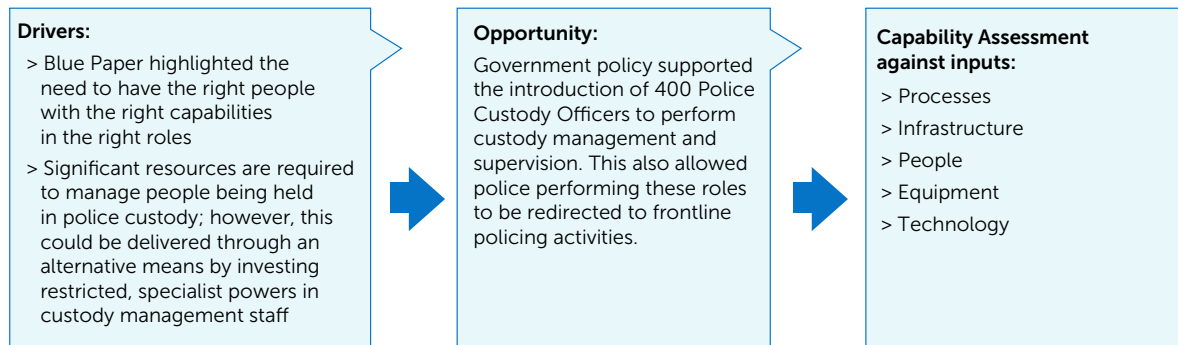 Drivers:
> Blue Paper highlighted the
need to have the right people
with the right capabilities
in the right roles
> Significant resources are required
to manage people being held
in police custody; however, this
could be delivered through an
alternative means by investing
restricted, specialist powers in
custody management staff
Opportunity:
Government policy supported
the introduction of 400 Police
Custody Officers to perform
custody management and
supervision. This also allowed
police performing these roles
to be redirected to frontline
policing activities.
Capability Assessment
against inputs:
> Processes
> Infrastructure
> People
> Equipment
> Technology